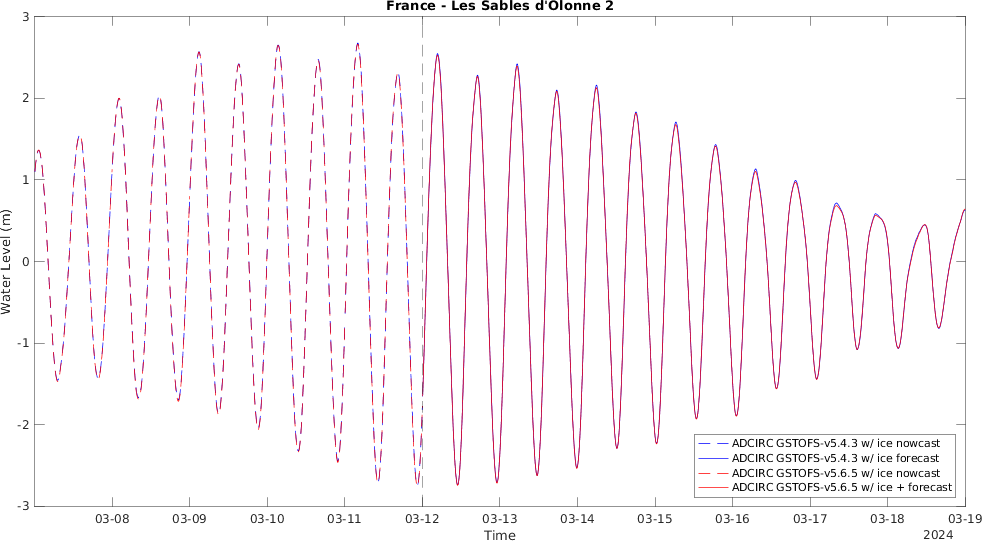 France - Les Sables d'Olonne 2
3
2
1
0
-1
-2
-3
Water Level (m)
ADCIRC GSTOFS-v5.4.3 w/ ice nowcast
ADCIRC GSTOFS-v5.4.3 w/ ice forecast
ADCIRC GSTOFS-v5.6.5 w/ ice nowcast
ADCIRC GSTOFS-v5.6.5 w/ ice + forecast
03-08 03-09 03-10 03-11 03-12 03-13 03-14 03-15 03-16 03-17 03-18 03-19
Time
2024